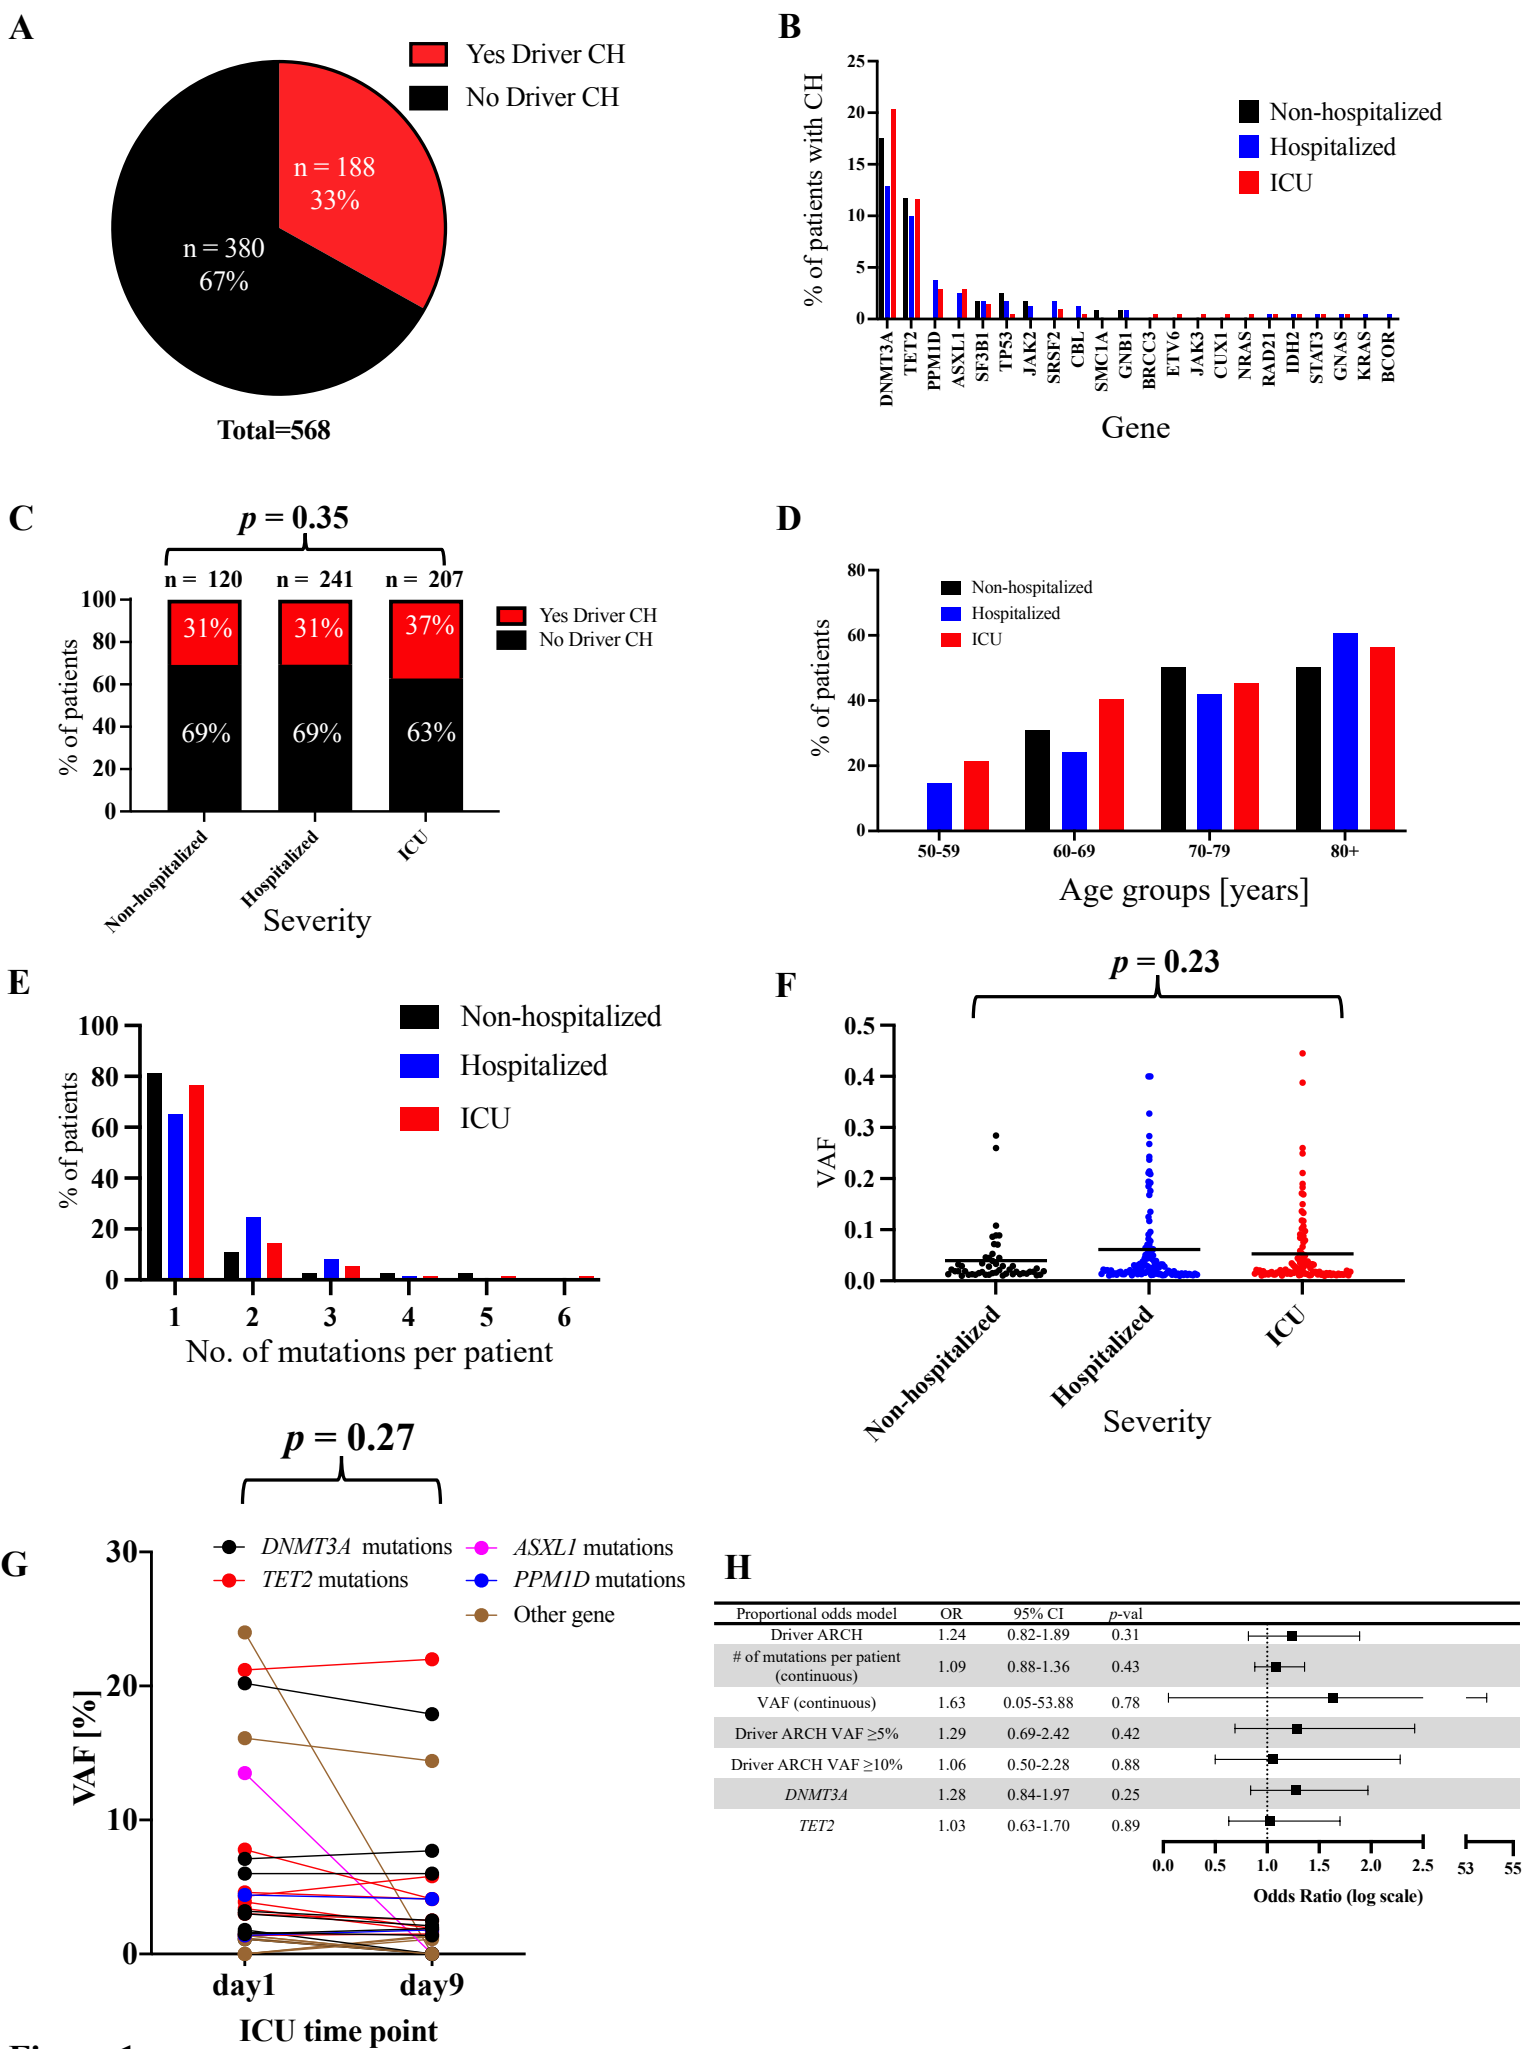 A
Yes Driver CH
No Driver CH
n = 188
33%
n = 380
67%
Total=568
B
% of patients with CH
25
20
15
10
5
0
Non-hospitalized
Hospitalized
ICU
DNMT3A
TET2
PPM1D
ASXL1
SF3B1
TP53
JAK2
SRSF2
CBL
SMC1A
GNB1
BRCC3
ETV6
JAK3
CUX1
NRAS
RAD21
IDH2
STAT3
GNAS
KRAS
BCOR
Gene
C
p = 0.35
n = 120 n = 241 n = 207
% of patients
100
80
60
40
20
0
31% 31% 37%
69% 69% 63%
Yes Driver CH
No Driver CH
Non-hospitalized
Hospitalized
ICU
Severity
D
% of patients
80
60
40
20
0
Non-hospitalized
Hospitalized
ICU
50-59 60-69 70-79 80+
Age groups [years]
E
% of patients
100
80
60
40
20
0
Non-hospitalized
Hospitalized
ICU
1 2 3 4 5 6
No. of mutations per patient
F
p = 0.23
VAF
0.5
0.4
0.3
0.2
0.1
0.0
Non-hospitalized
Hospitalized
ICU
Severity
G
p = 0.27
VAF [%]
30
20
10
0
DNMT3A mutations
TET2 mutations
ASXL1 mutations
PPM1D mutations
Other gene
day1 day9
ICU time point
H
Proportional odds model OR 95% CI p-val
Driver ARCH 1.24 0.82-1.89 0.31
# of mutations per patient
(continuous) 1.09 0.88-1.36 0.43
VAF (continuous) 1.63 0.05-53.88 0.78
Driver ARCH VAF ≥5% 1.29 0.69-2.42 0.42
Driver ARCH VAF ≥10% 1.06 0.50-2.28 0.88
DNMT3A 1.28 0.84-1.97 0.25
TET2 1.03 0.63-1.70 0.89
0.0 0.5 1.0 1.5 2.0 2.5 53 55
Odds Ratio (log scale)